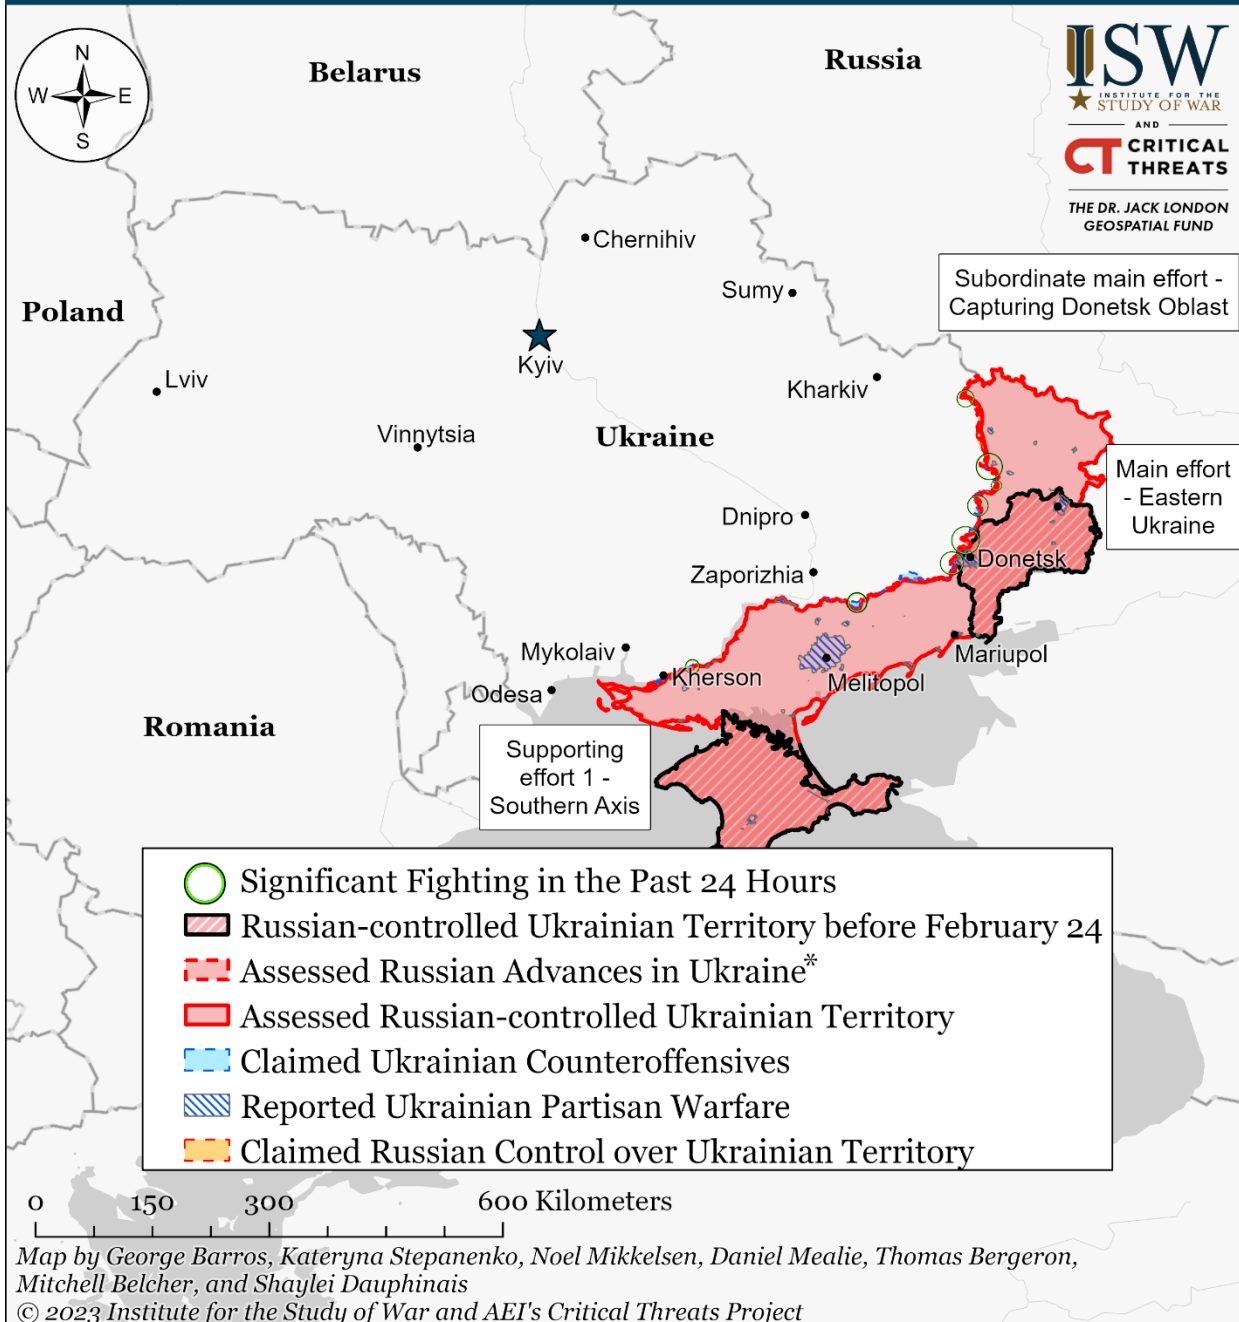 N
W
E
S
Belarus
Russia
ISW
INSTITUTE FOR THE
STUDY OF WAR
AND
CT CRITICAL
THREATS
THE DR. JACK LONDON
GEOSPATIAL FUND
Chernihiv
Sumy
Subordinate main effort -
Capturing Donetsk Oblast
Poland
Kyiv
Lviv
Kharkiv
Vinnytsia
Ukraine
Main effort
- Eastern
Ukraine
Dnipro
Donetsk
Zaporizhia
Mykolaiv
Mariupol
Kherson
Melitopol
Odesa
Romania
Supporting
effort 1 -
Southern Axis
Significant Fighting in the Past 24 Hours
Russian-controlled Ukrainian Territory before February 24
Assessed Russian Advances in Ukraine*
Assessed Russian-controlled Ukrainian Territory
Claimed Ukrainian Counteroffensives
Reported Ukrainian Partisan Warfare
Claimed Russian Control over Ukrainian Territory
0 150 300 600 Kilometers
Map by George Barros, Kateryna Stepanenko, Noel Mikkelsen, Daniel Mealie, Thomas Bergeron,
Mitchell Belcher, and Shaylei Dauphinais
© 2023 Institute for the Study of War and AEI's Critical Threats Project